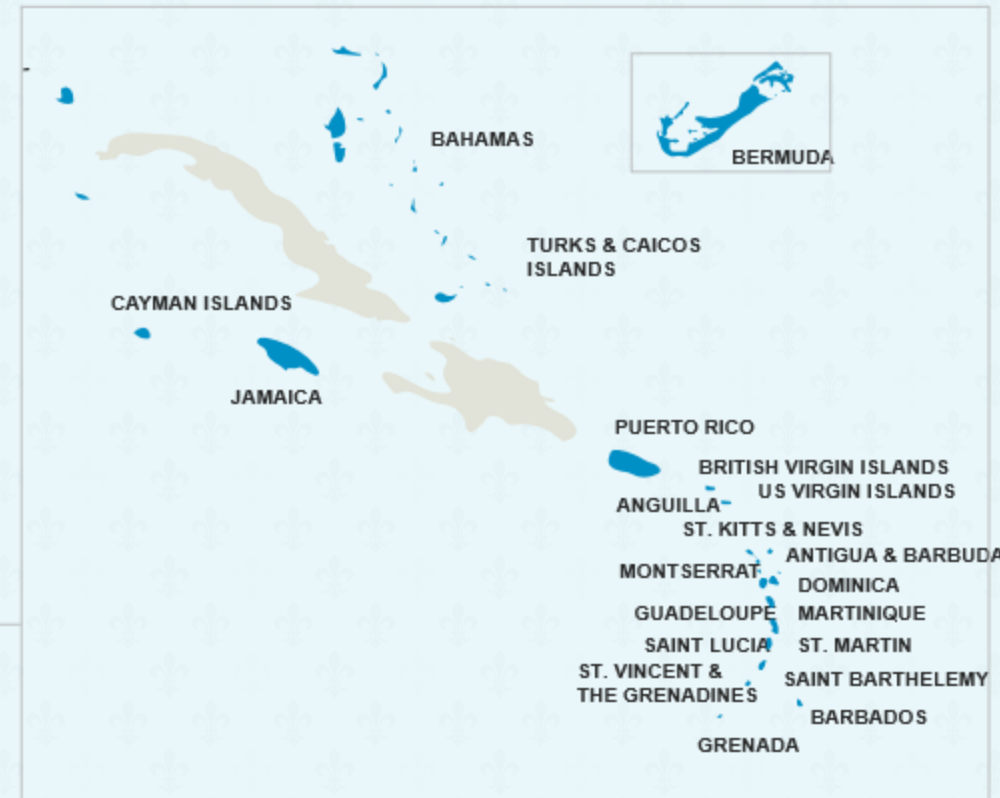 BAHAMAS
BERMUDA
TURKS & CAICOS
ISLANDS
CAYMAN ISLANDS
JAMAICA
PUERTO RICO
BRITISH VIRGIN ISLANDS
US VIRGIN ISLANDS
ANGUILLA
ST. KITTS & NEVIS
ANTIGUA & BARBUDA
MONTSERRAT
DOMINICA
GUADELOUPE
MARTINIQUE
SAINT LUCIA
ST. MARTIN
ST. VINCENT &
THE GRENADINES
SAINT BARTHELEMY
BARBADOS
GRENADA